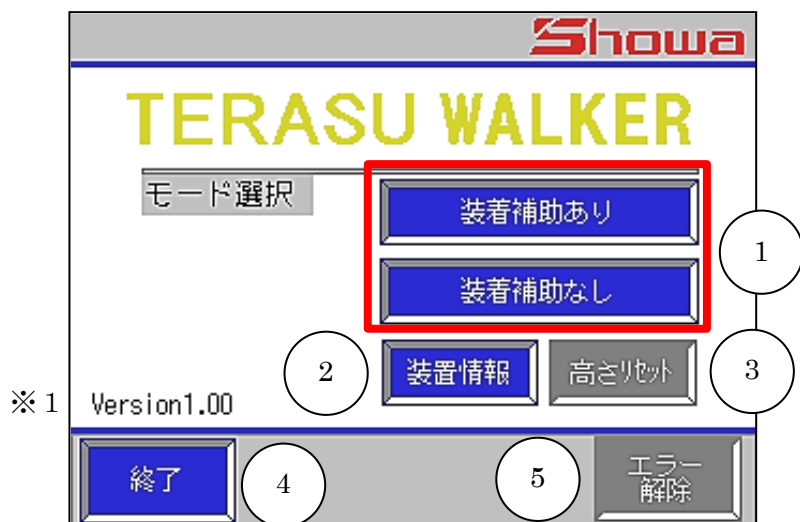 Showa
TERASU WALKER
モード選択
装着補助あり
1
装着補助なし
2
装置情報
高さリセット
3
※1
Version1.00
終了
4
5
エラー
解除